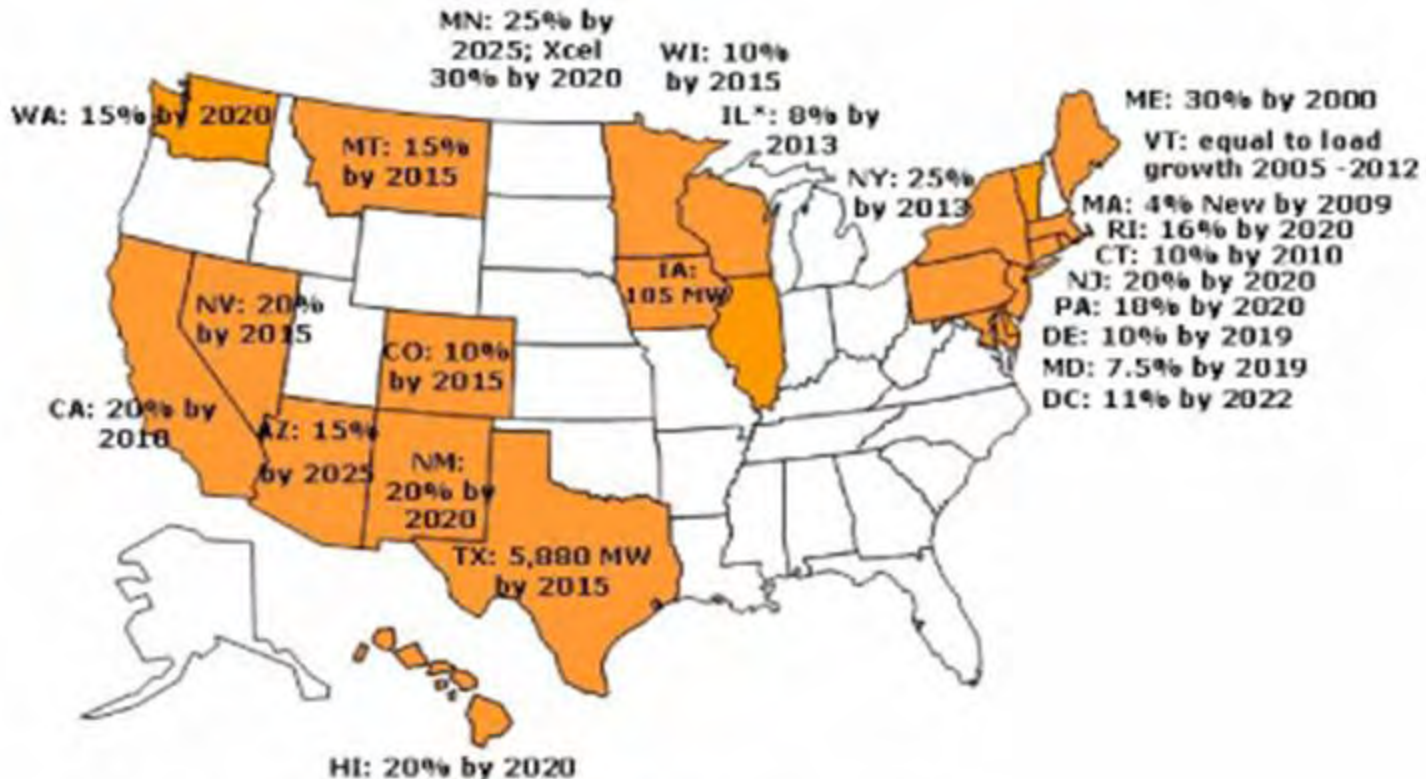 MN: 25% by
2025; Xcel
30% by 2020
WI: 10%
by 2015
WA: 15% by 2020
IL*: 8% by
2013
ME: 30% by 2000
MT: 15%
by 2015
VT: equal to load
growth 2005 -2012
NY: 25%
by 2013
MA: 4% New by 2009
RI: 16% by 2020
CT: 10% by 2010
NJ: 20% by 2020
PA: 18% by 2020
DE: 10% by 2019
MD: 7.5% by 2019
DC: 11% by 2022
IA:
105 MW
NV: 20%
by 2015
CO: 10%
by 2015
CA: 20% by
2010
AZ: 15%
by 2025
NM:
20% by
2020
TX: 5,880 MW
by 2015
HI: 20% by 2020